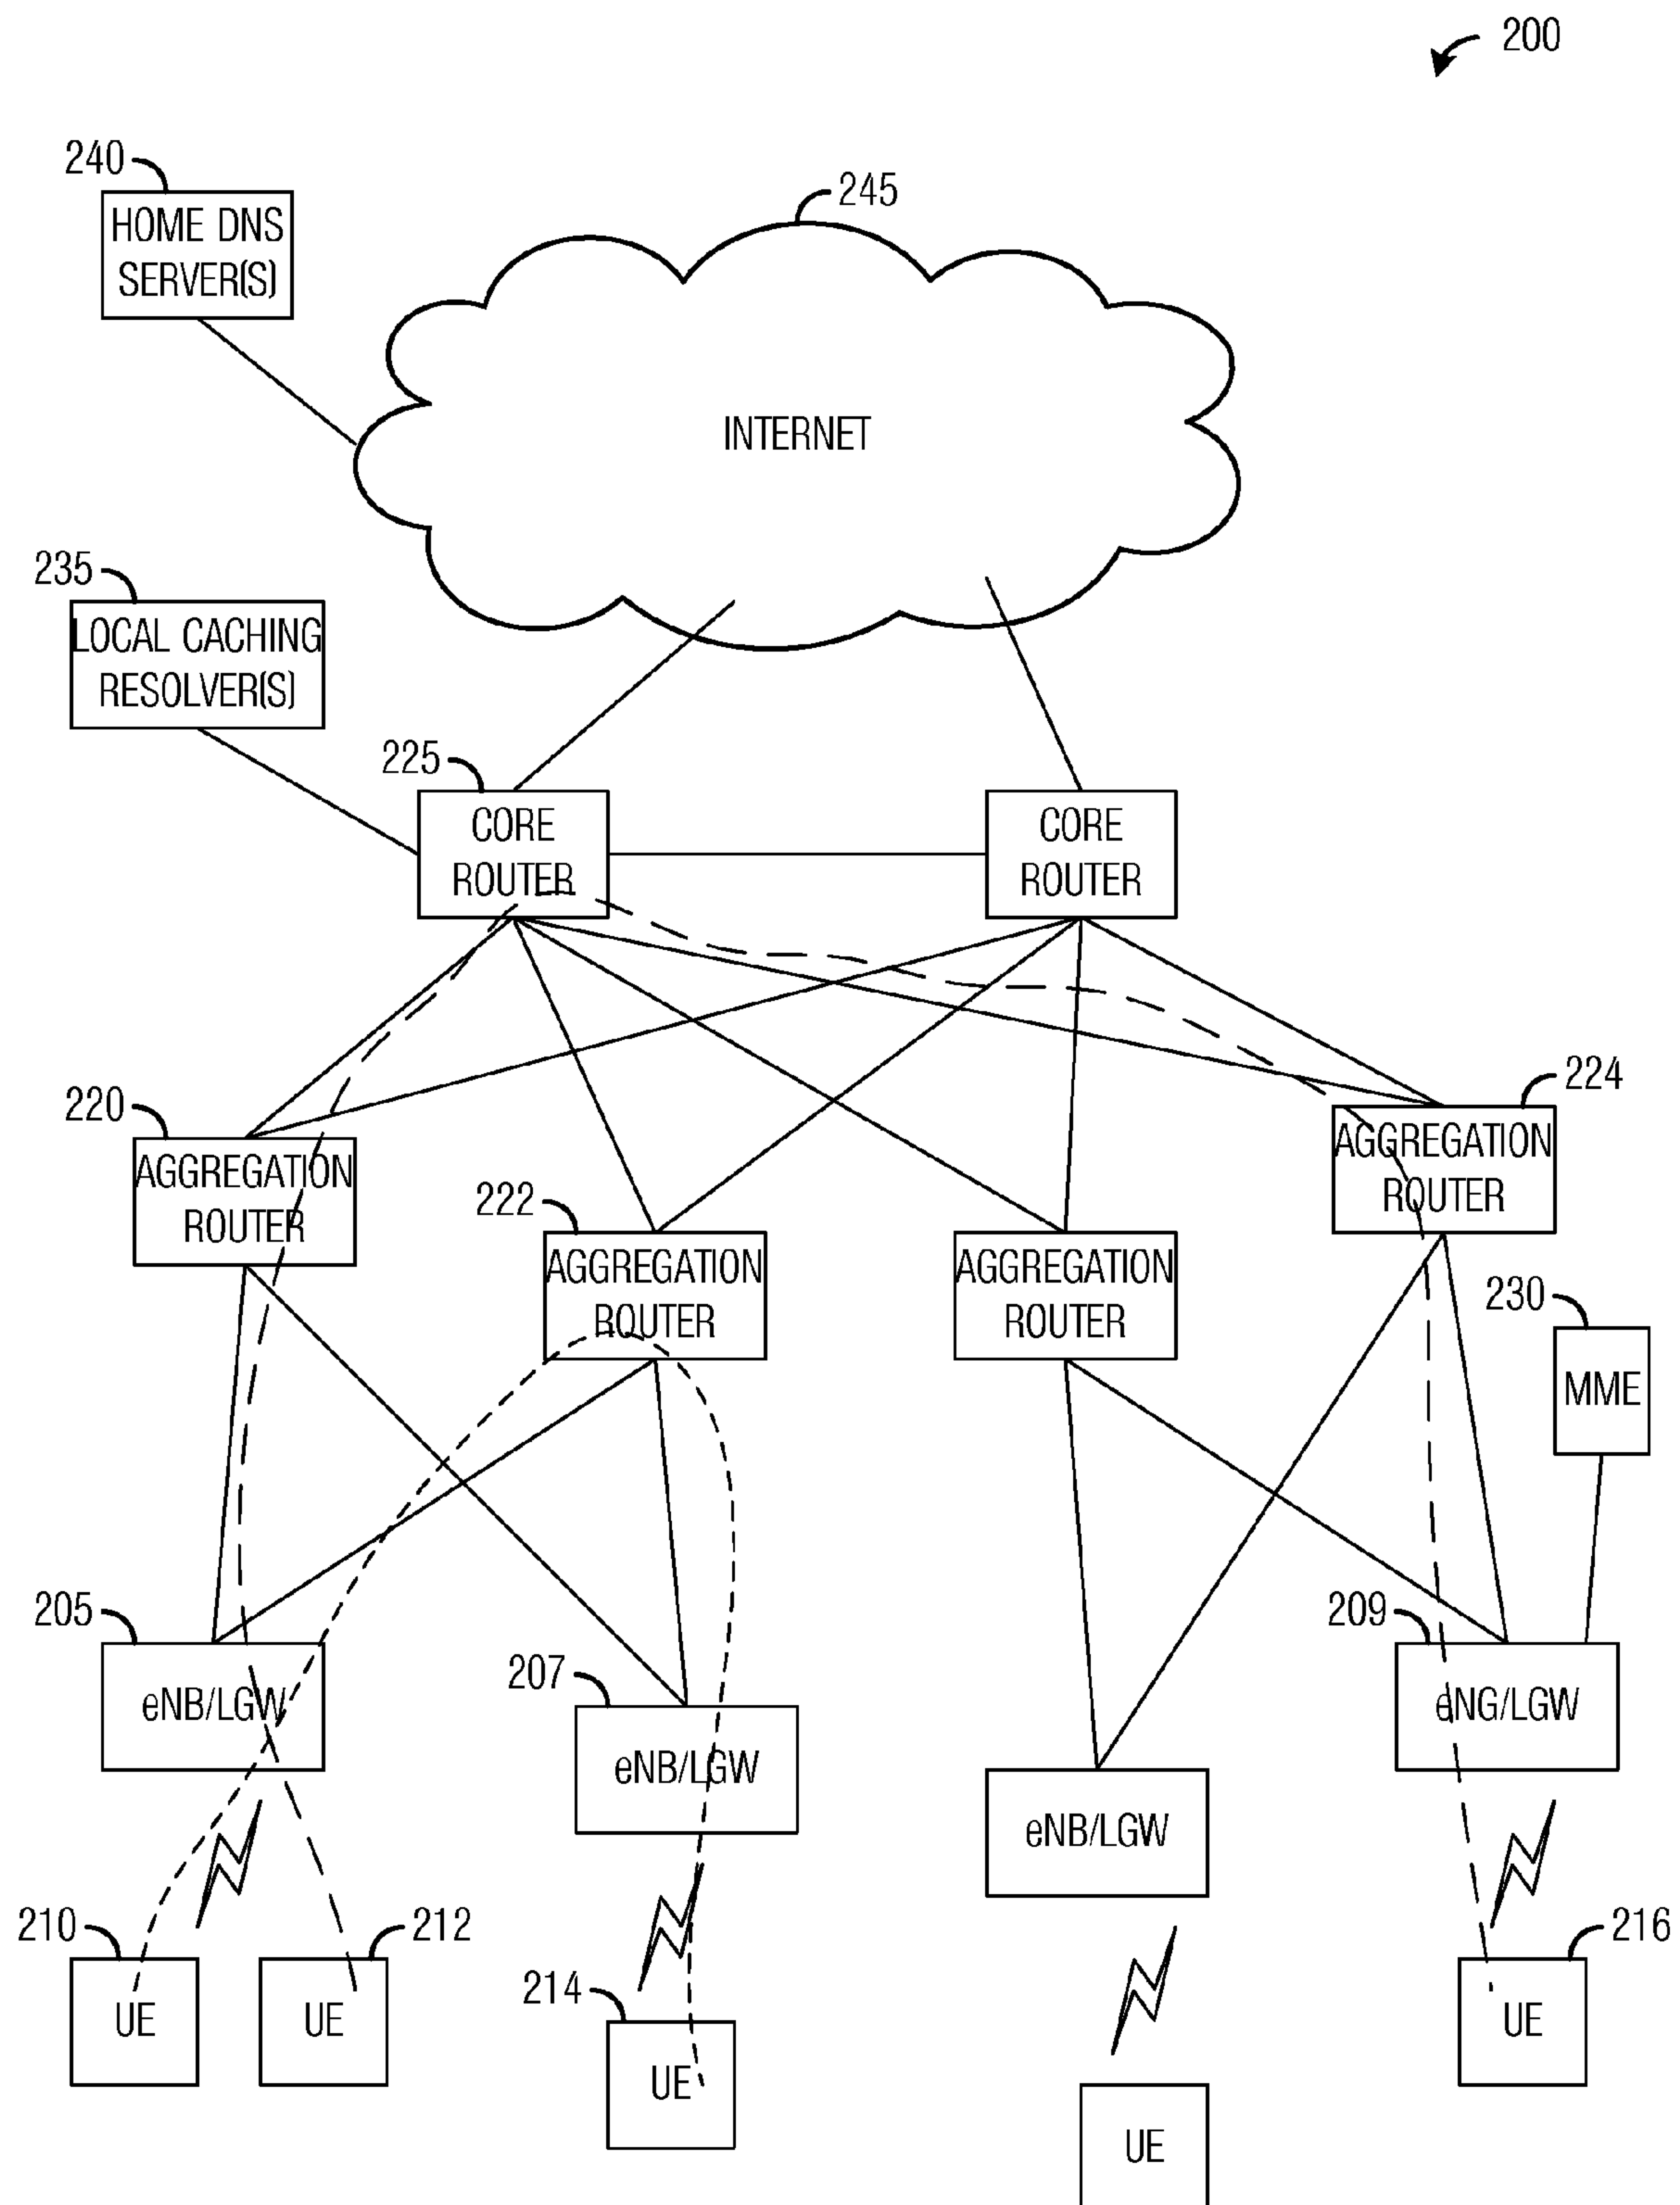 200
240
HOME DNS
SERVER(S)
245
INTERNET
235
LOCAL CACHING
RESOLVER(S)
225
CORE
ROUTER
CORE
ROUTER
220
AGGREGATION
ROUTER
222
AGGREGATION
ROUTER
AGGREGATION
ROUTER
224
AGGREGATION
ROUTER
230
MME
205
eNB/LGW
207
eNB/LGW
eNB/LGW
209
eNG/LGW
210
UE
212
UE
214
UE
UE
216
UE